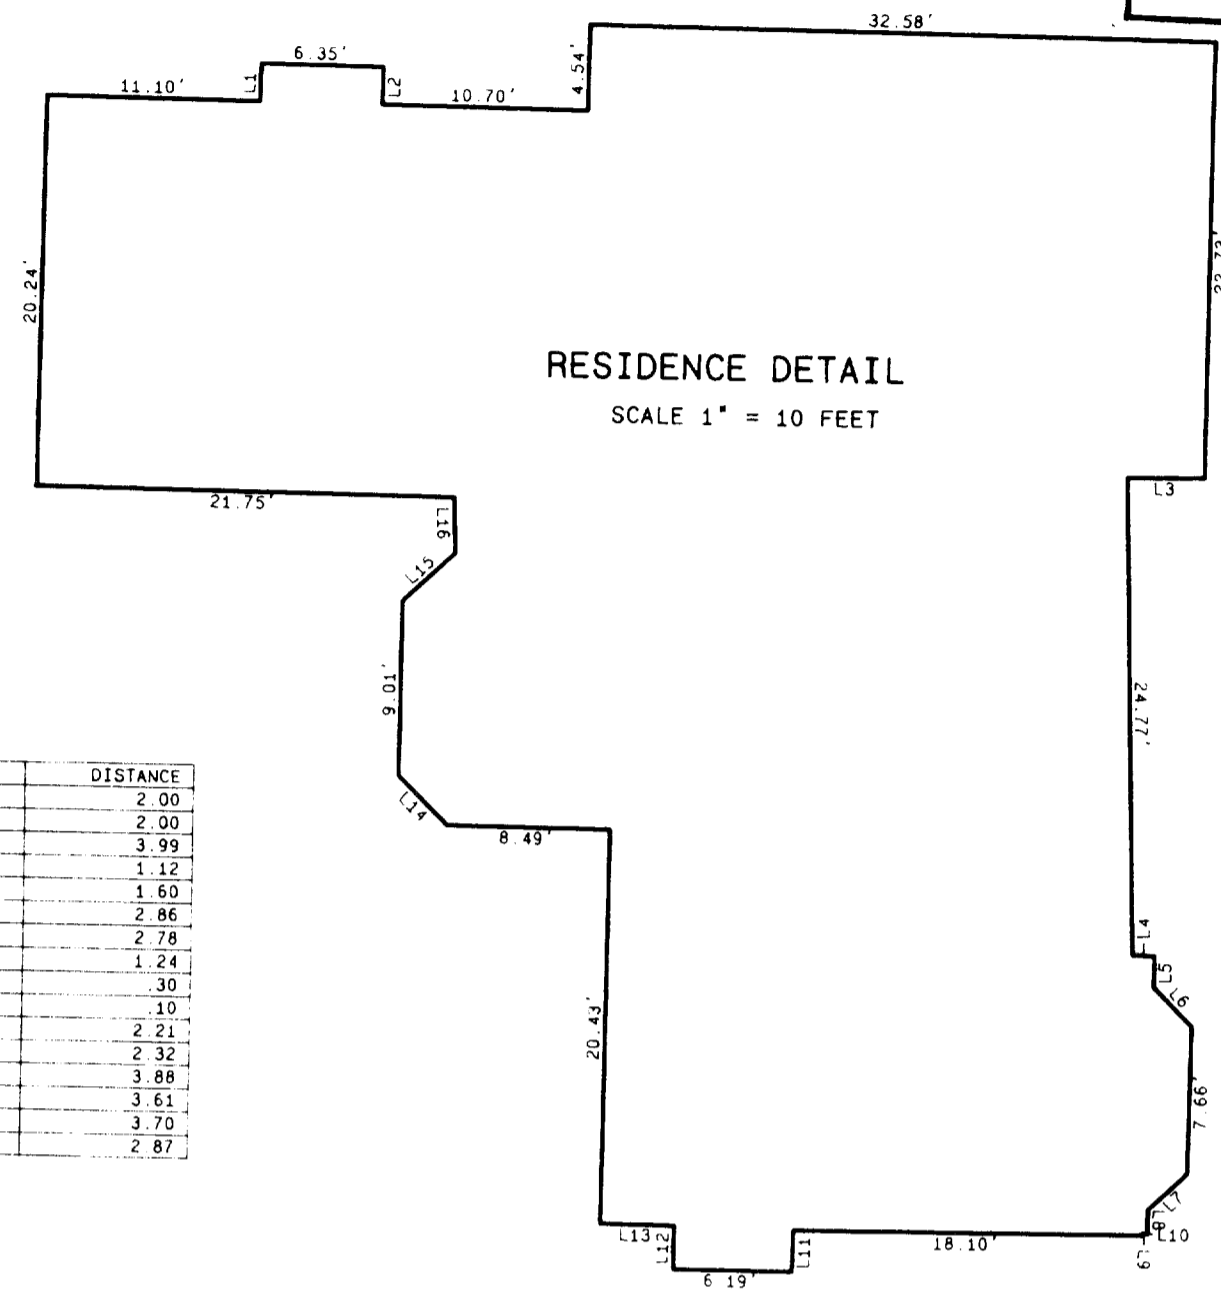 32.58'
6.35'
4.54'
L1
L2
11.10'
10.70'
20.24'
22.73'
RESIDENCE DETAIL
SCALE 1" = 10 FEET
L3
21.75'
L16
L15
9.01'
24.77'
DISTANCE
2.00
2.00
3.99
1.12
1.60
2.86
2.78
1.24
.30
.10
2.21
2.32
3.88
3.61
3.70
2.87
L14
8.49'
L4
L5
L6
20.43'
7.66'
L7
L8
L13
L12
L11
18.10'
L10
L9
6 19'